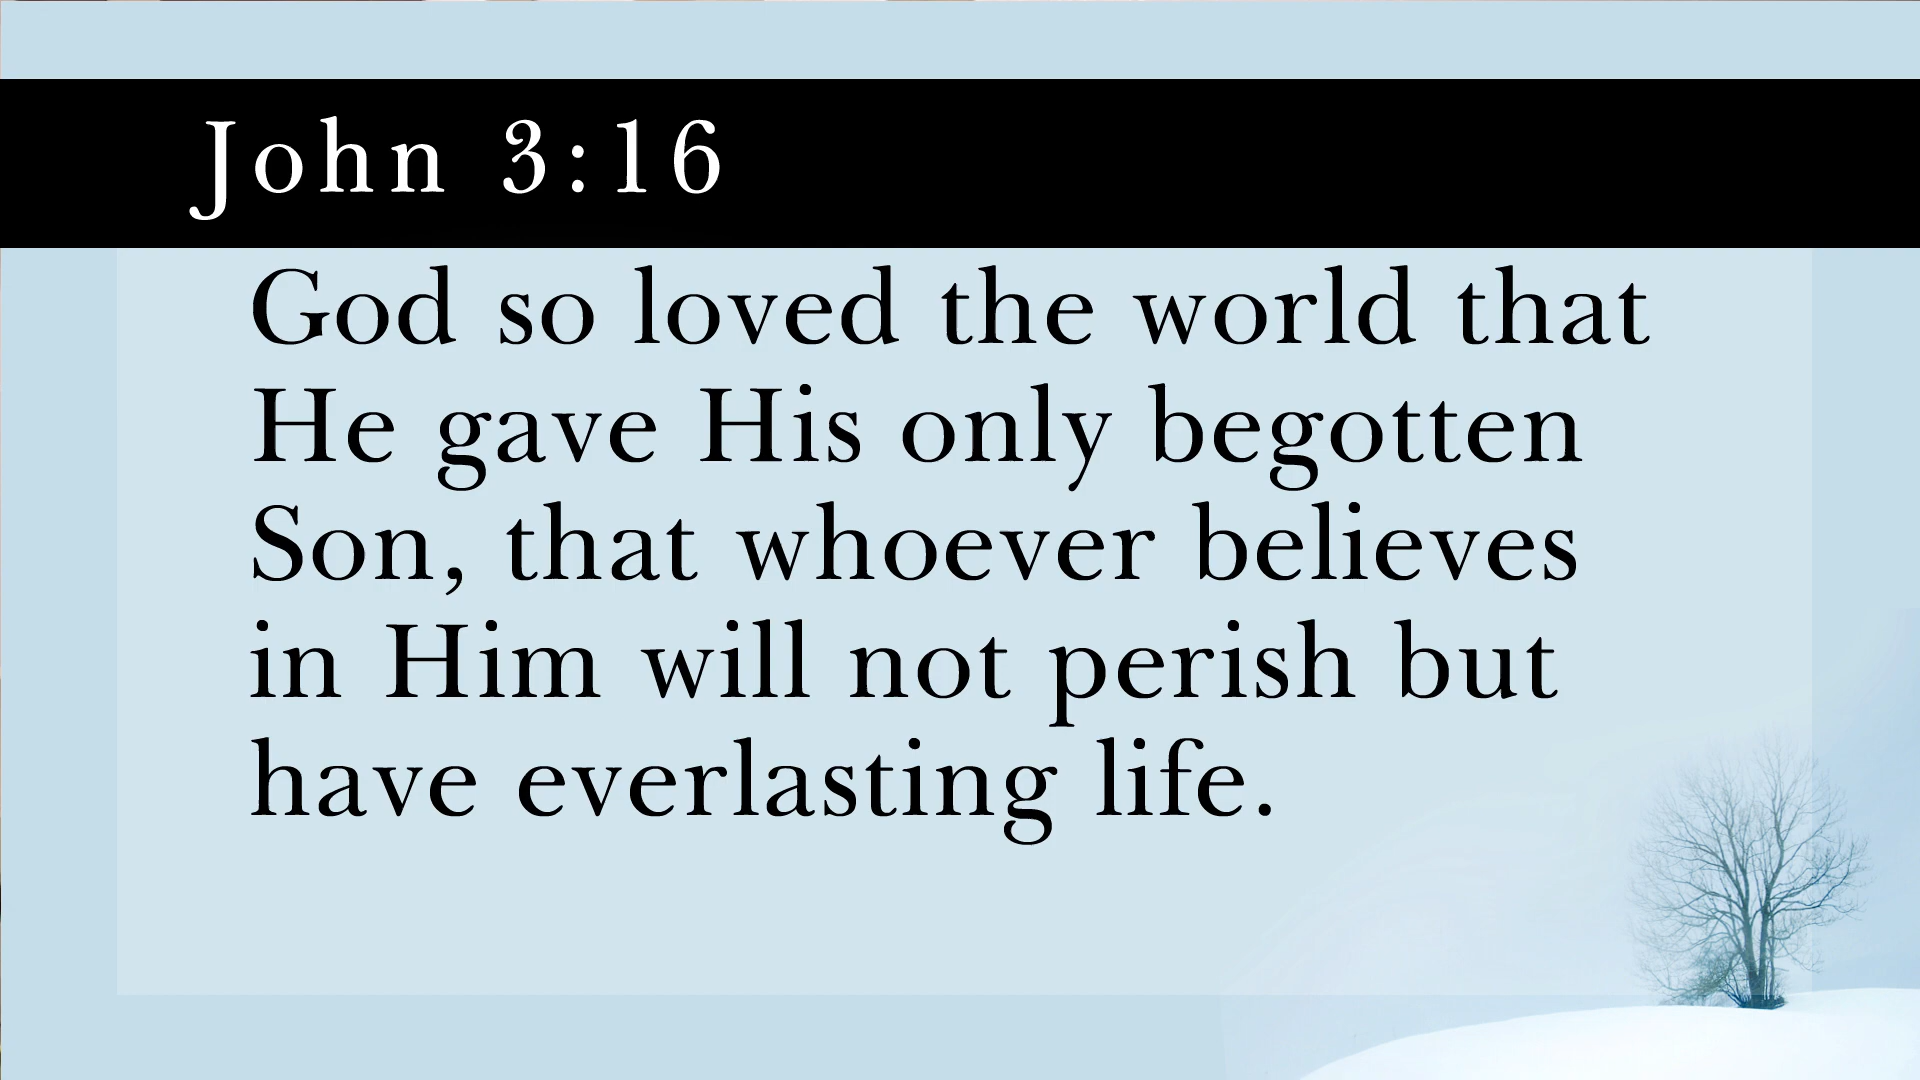 John 3:16
God so loved the world that
He gave His only begotten
Son, that whoever believes
in Him will not perish but
have everlasting life.